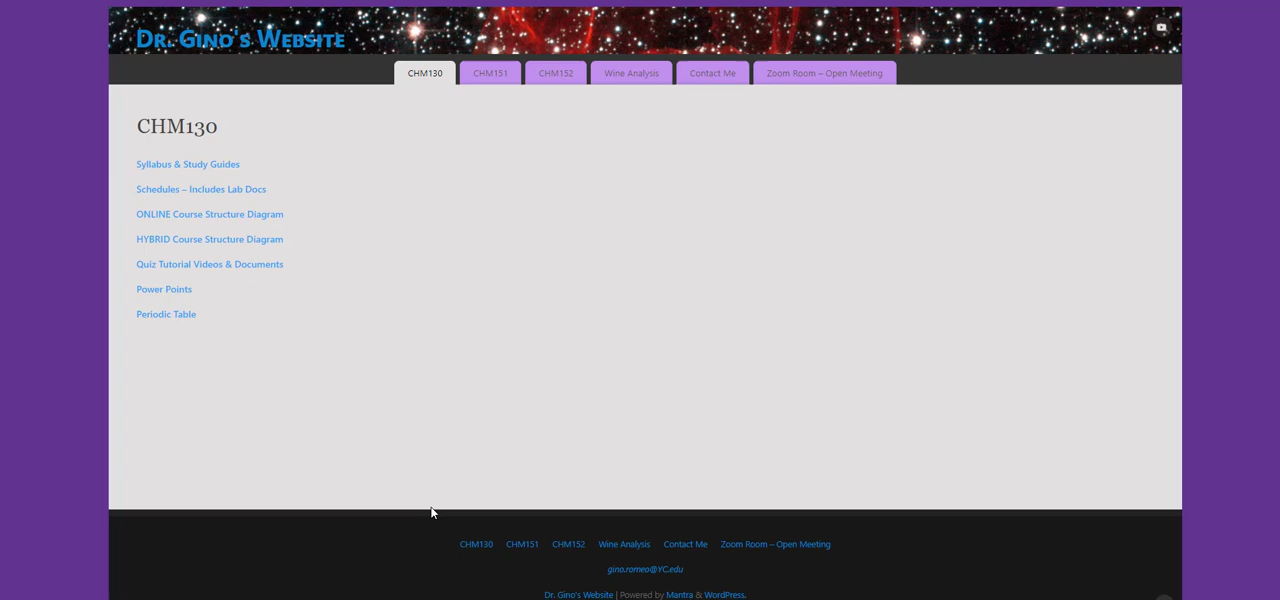 Dr. Gino's Website
CHM130 CHM151 CHM152 Wine Analysis Contact Me Zoom Room – Open Meeting
CHM130
Syllabus & Study Guides
Schedules – Includes Lab Docs
ONLINE Course Structure Diagram
HYBRID Course Structure Diagram
Quiz Tutorial Videos & Documents
Power Points
Periodic Table
CHM130 CHM151 CHM152 Wine Analysis Contact Me Zoom Room – Open Meeting
gino.romeo@YC.edu
Dr. Gino's Website | Powered by Mantra & WordPress.